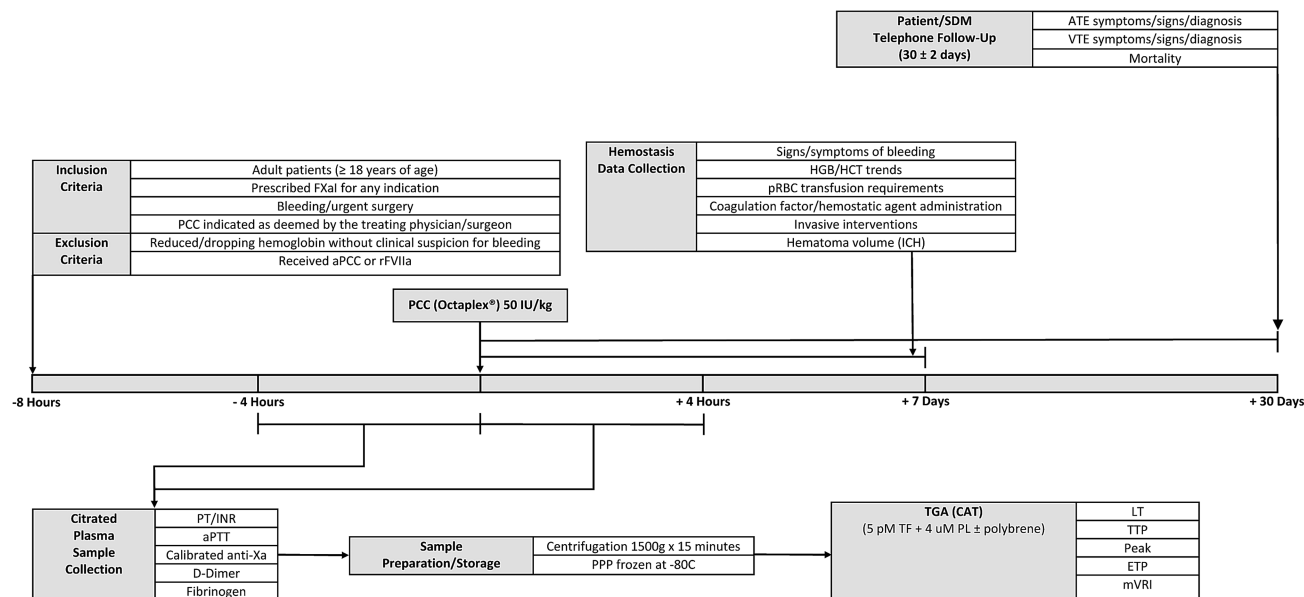 Patient/SDM
Telephone Follow-Up
(30 ± 2 days)
ATE symptoms/signs/diagnosis
VTE symptoms/signs/diagnosis
Mortality
Inclusion
Criteria
Adult patients (≥ 18 years of age)
Prescribed FXaI for any indication
Bleeding/urgent surgery
PCC indicated as deemed by the treating physician/surgeon
Exclusion
Criteria
Reduced/dropping hemoglobin without clinical suspicion for bleeding
Received aPCC or rFVIIa
Hemostasis
Data Collection
Signs/symptoms of bleeding
HGB/HCT trends
pRBC transfusion requirements
Coagulation factor/hemostatic agent administration
Invasive interventions
Hematoma volume (ICH)
PCC (Octaplex®) 50 IU/kg
-8 Hours
- 4 Hours
+ 4 Hours
+ 7 Days
+ 30 Days
Citrated
Plasma
Sample
Collection
PT/INR
aPTT
Calibrated anti-Xa
D-Dimer
Fibrinogen
Sample
Preparation/Storage
Centrifugation 1500g x 15 minutes
PPP frozen at -80C
TGA (CAT)
(5 pM TF + 4 uM PL ± polybrene)
LT
TTP
Peak
ETP
mVRI